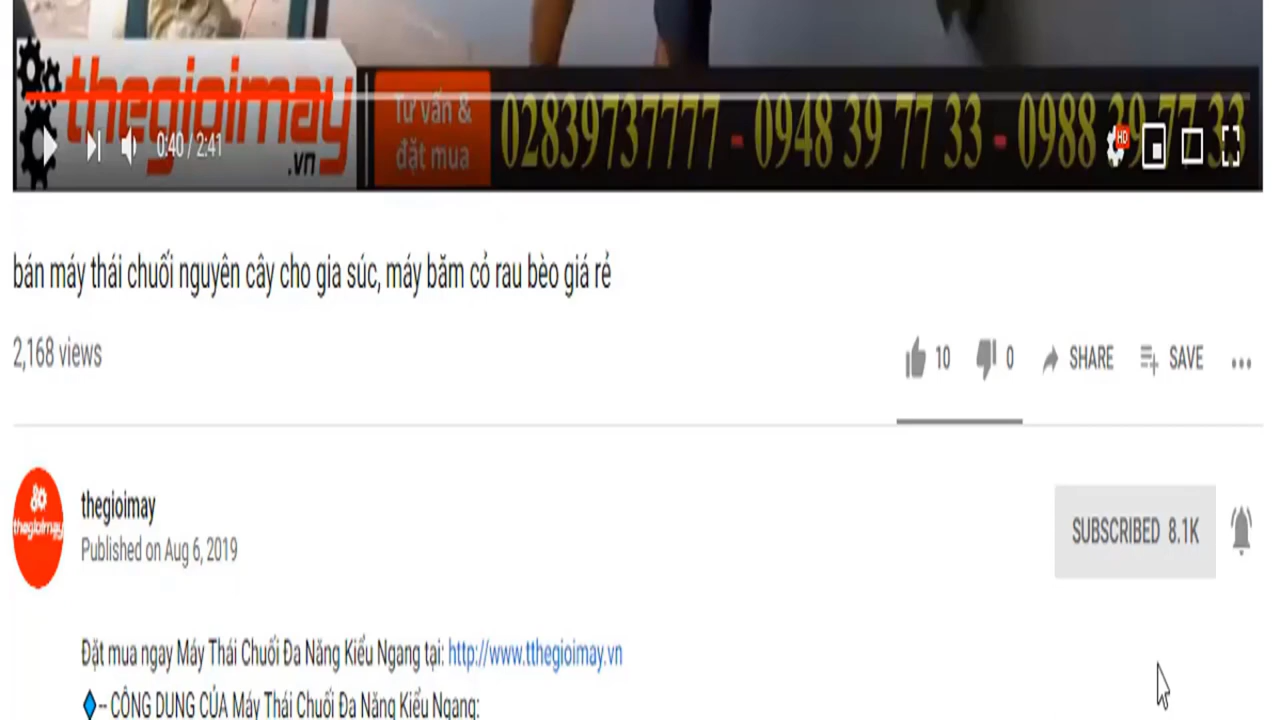 thegioimay
.vn
Tư vấn &
đặt mua
02839737777 - 0948 39 77 33 - 0988 39 77 33
HD
0:40 / 2:41
bán máy thái chuối nguyên cây cho gia súc, máy băm cỏ rau bèo giá rẻ
2,168 views
10
0
SHARE
SAVE
thegioimay
thegioimay
Published on Aug 6, 2019
SUBSCRIBED 8.1K
Đặt mua ngay Máy Thái Chuối Đa Năng Kiểu Ngang tại: http://www.tthegioimay.vn
-- CÔNG DỤNG CỦA Máy Thái Chuối Đa Năng Kiểu Ngang: